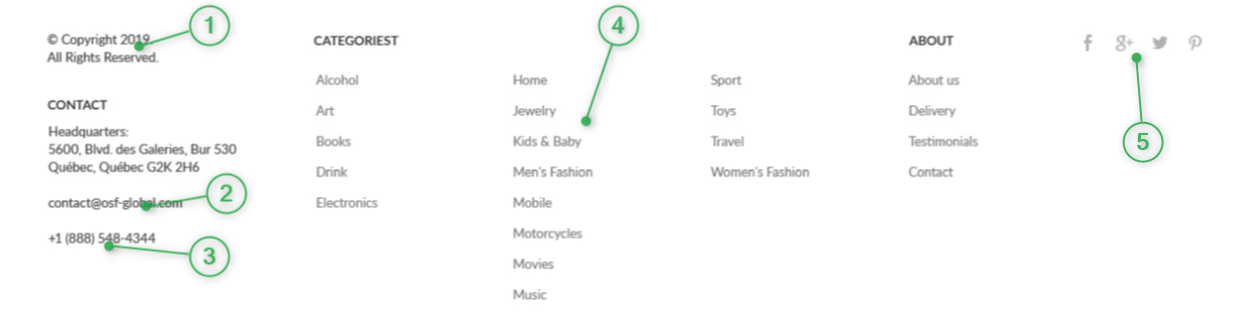 © Copyright 2019.
All Rights Reserved.
1
CONTACT
Headquarters:
5600, Blvd. des Galeries, Bur 530
Québec, Québec G2K 2H6
contact@osf-global.com
2
+1 (888) 548-4344
3
CATEGORIEST
Alcohol
Art
Books
Drink
Electronics
4
Home
Jewelry
Kids & Baby
Men's Fashion
Mobile
Motorcycles
Movies
Music
Sport
Toys
Travel
Women's Fashion
ABOUT
About us
Delivery
Testimonials
Contact
f g+
5